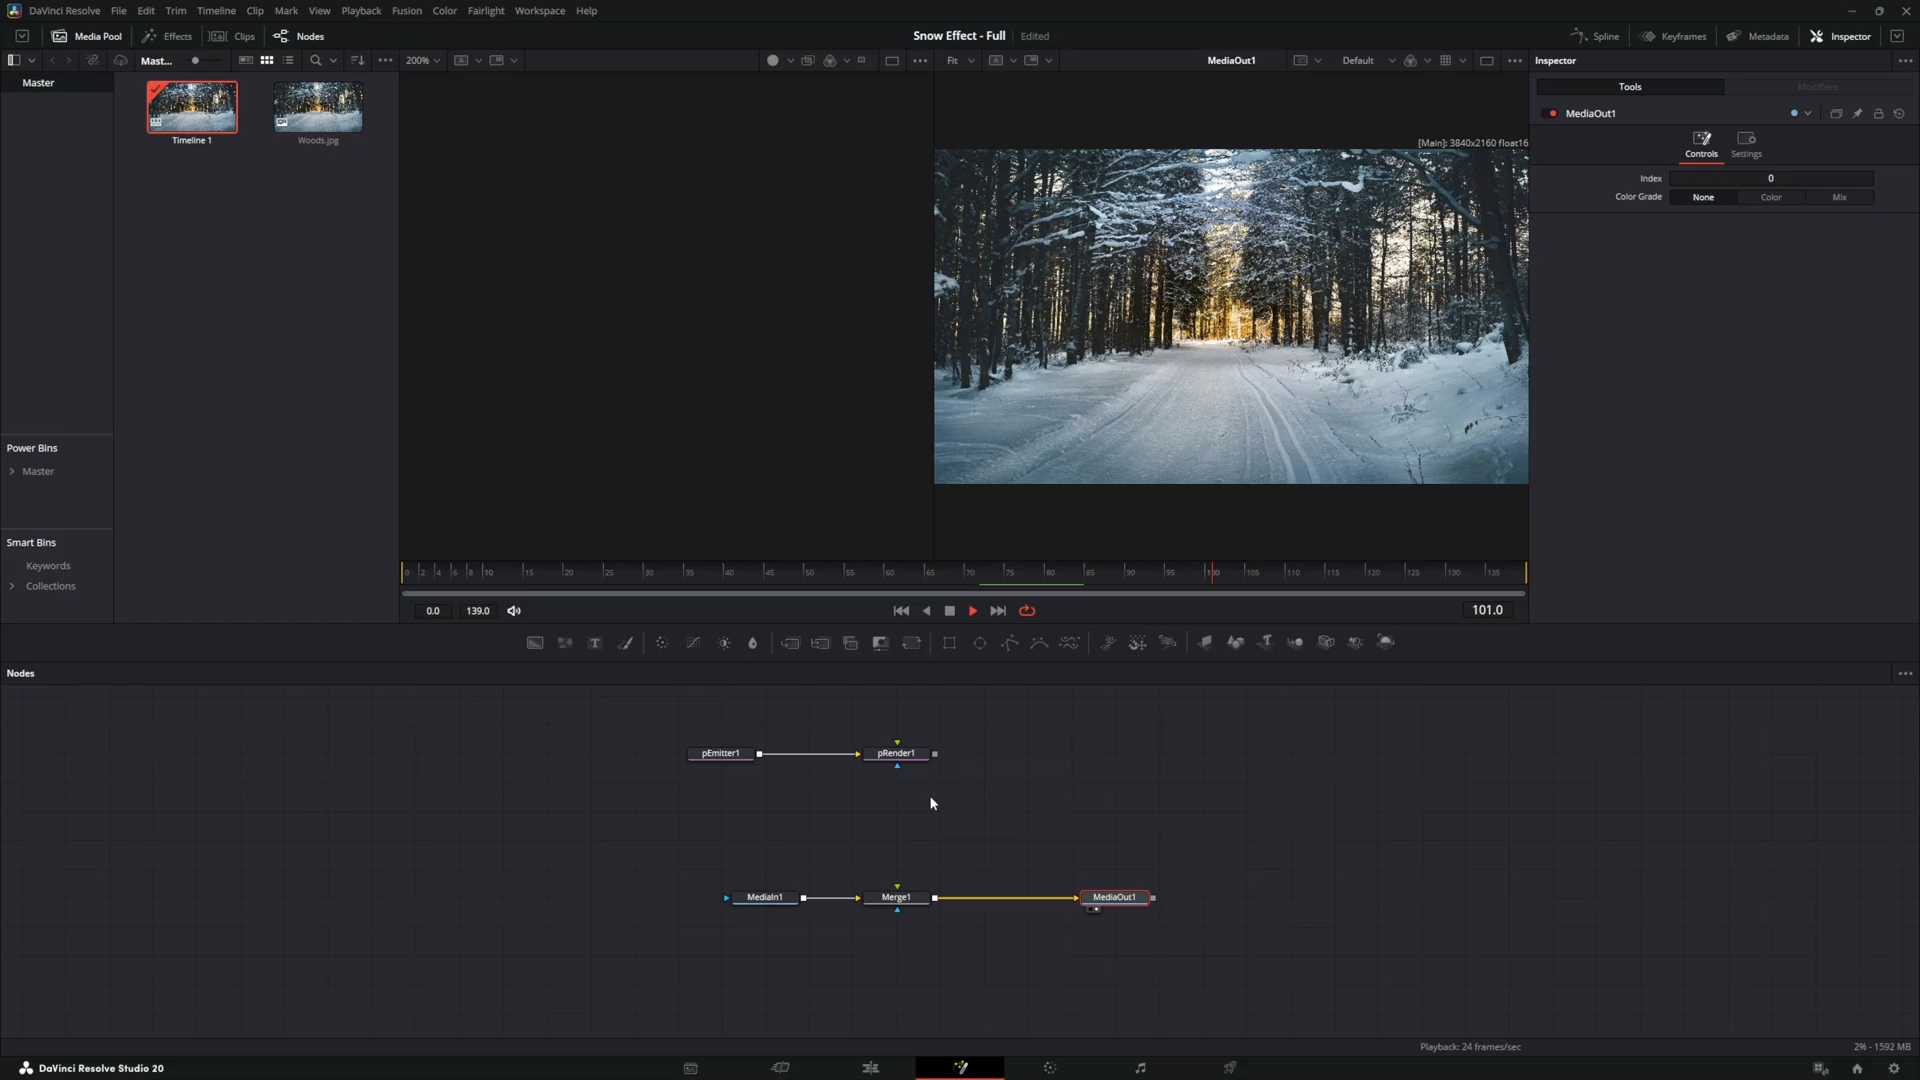 DaVinci Resolve File Edit Trim Timeline Clip Mark View Playback Fusion Color Fairlight Workspace Help
Media Pool Effects Clips Nodes Snow Effect - Full Edited Spline Keyframes Metadata Inspector
Mast... 200% Fit MediaOut1 Default Inspector
Master
Tools Modifiers
MediaOut1
Timeline 1 Woods.jpg
[Main]: 3840x2160 float16
Controls Settings
Index 0
Color Grade None Color Mix
Power Bins
Master
Smart Bins
Keywords
Collections
0 2 4 6 8 10 15 20 25 30 35 40 45 50 55 60 65 70 75 80 85 90 95 100 105 110 115 120 125 130 135
0.0 139.0 101.0
Nodes
pEmitter1 pRender1
MediaIn1 Merge1 MediaOut1
Playback: 24 frames/sec 2% - 1592 MB
DaVinci Resolve Studio 20